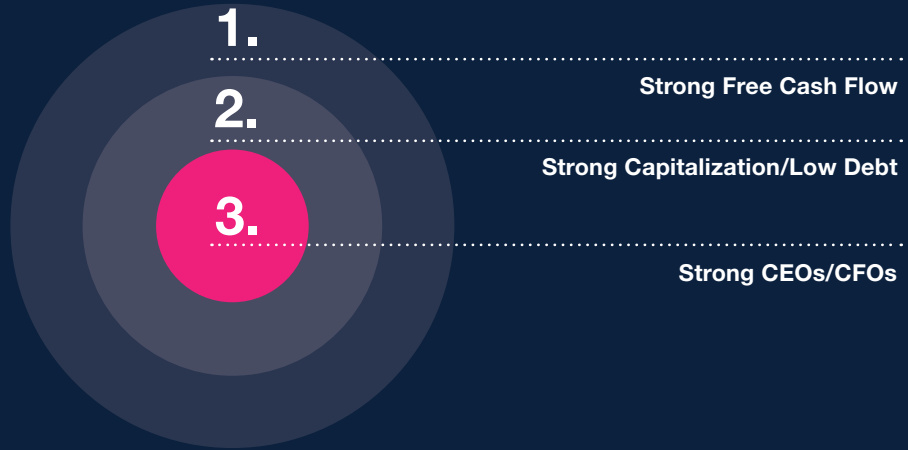 1.
Strong Free Cash Flow
2.
Strong Capitalization/Low Debt
3.
Strong CEOs/CFOs